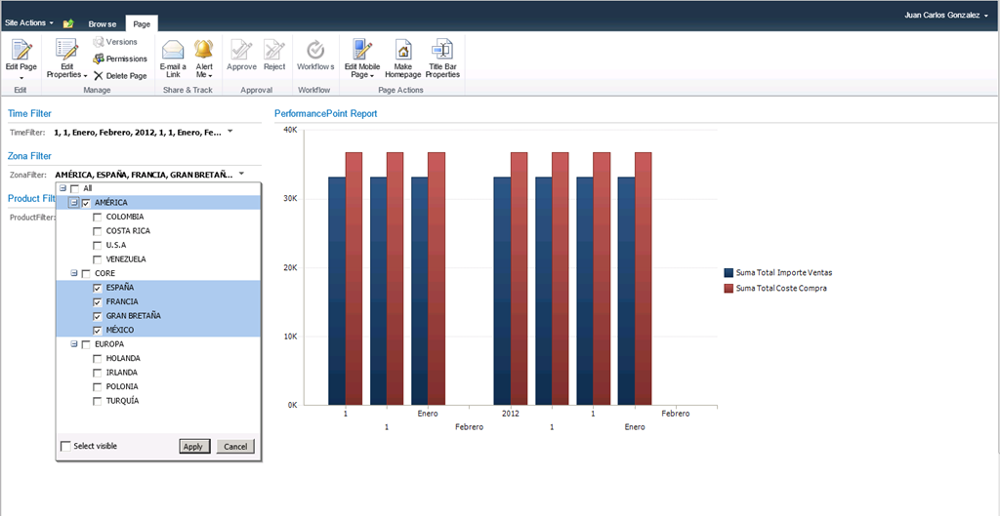 Juan Carlos Gonzalez
Site Actions Browse Page
Edit Page
Edit Properties
Versions
Permissions
Delete Page
E-mail a Link
Alert Me
Approve
Reject
Workflows
Edit Mobile Page
Make Homepage
Title Bar Properties
Edit Manage Share & Track Approval Workflow Page Actions
Time Filter
TimeFilter: 1, 1, Enero, Febrero, 2012, 1, 1, Enero, Fe...
Zona Filter
ZonaFilter: AMÉRICA, ESPAÑA, FRANCIA, GRAN BRETAÑ...
Product Filt
ProductFilter:
All
AMÉRICA
COLOMBIA
COSTA RICA
U.S.A
VENEZUELA
CORE
ESPAÑA
FRANCIA
GRAN BRETAÑA
MÉXICO
EUROPA
HOLANDA
IRLANDA
POLONIA
TURQUÍA
Select visible Apply Cancel
PerformancePoint Report
40K
30K
20K
10K
0K
1 Enero 2012 1 Febrero
1 Febrero 1 Enero
Suma Total Importe Ventas
Suma Total Coste Compra